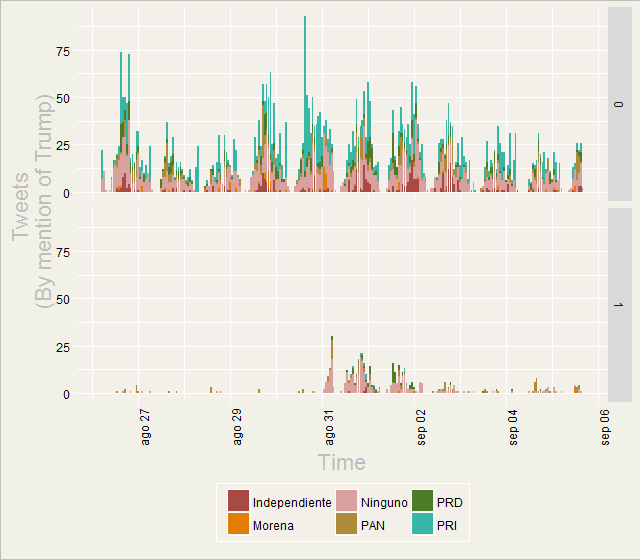 Tweets
(By mention of Trump)
75
50
25
0
0
75
50
25
0
1
ago 27
ago 29
ago 31
sep 02
sep 04
sep 06
Time
Independiente Ninguno PRD
Morena PAN PRI